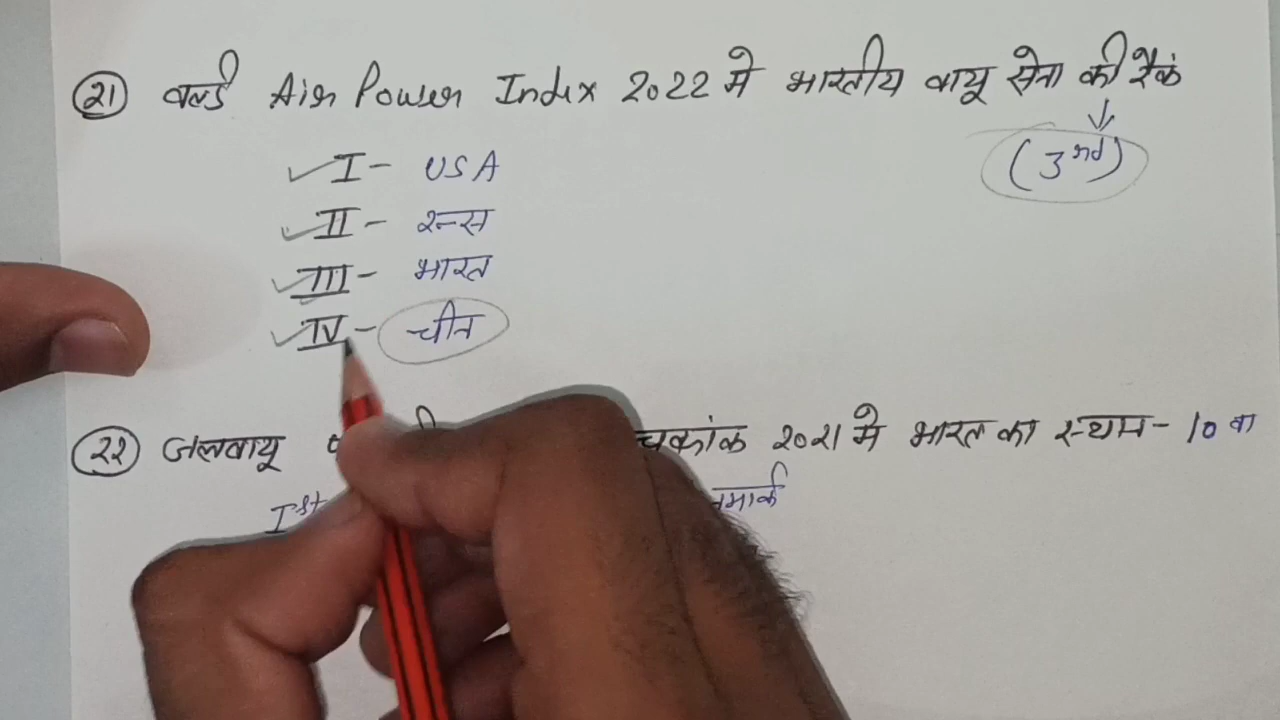 21 वर्ल्ड Air Power Index 2022 मे भारतीय वायू सेना की रैंक
(3rd)
I - USA
II - रूस
III - भारत
IV - चीन
22 जलवायू चकांक 2021 मे भारत का स्थाम - 10 वा
Ist